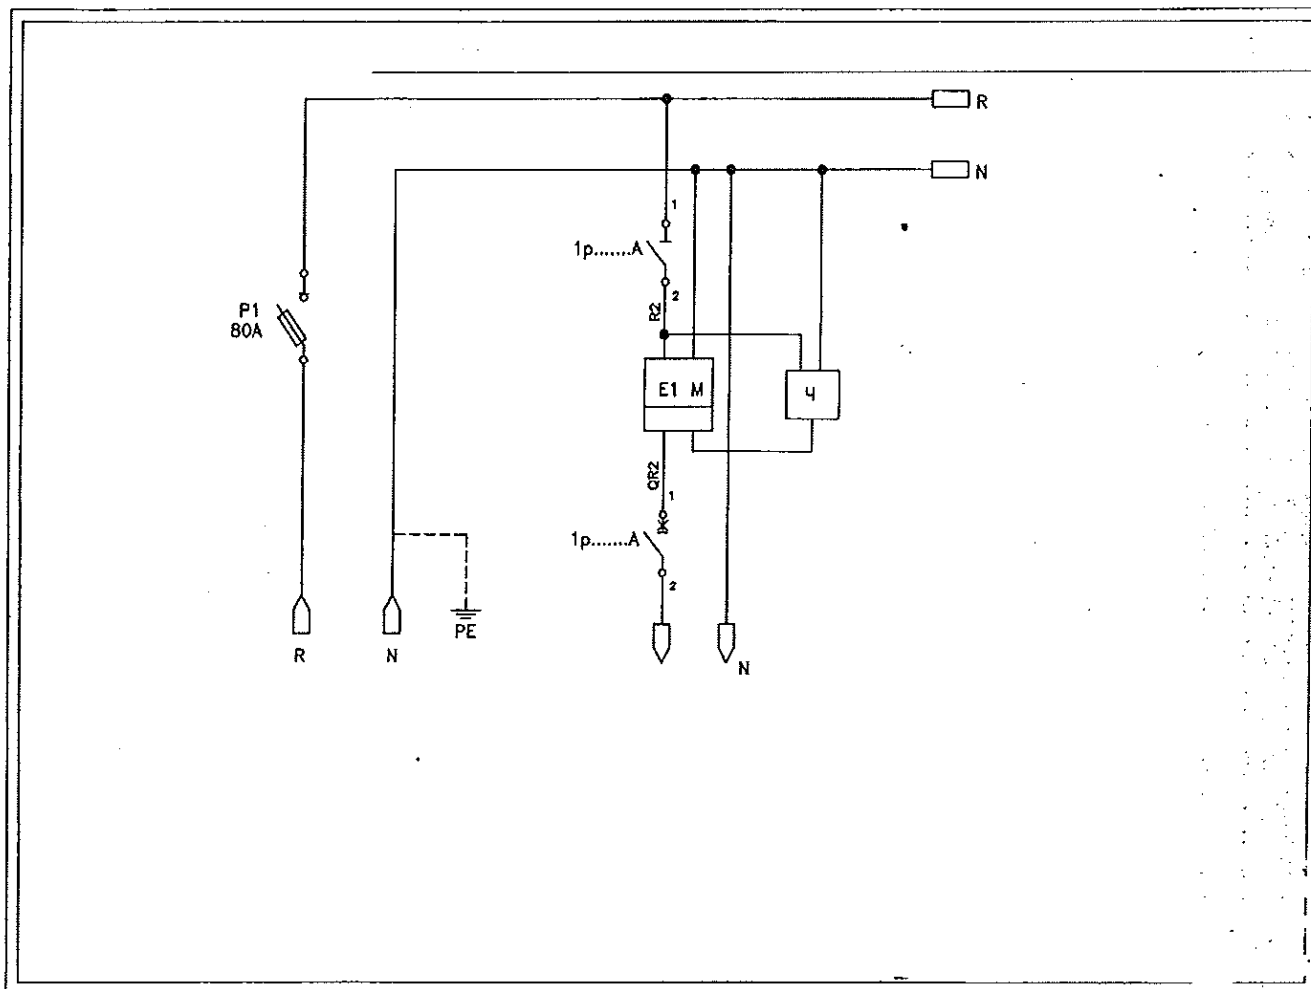 R
N
1
1p.......A
2
P1
80A
R2
E1 M
Ч
QR2
1
1p.......A
2
PE
R
N
N